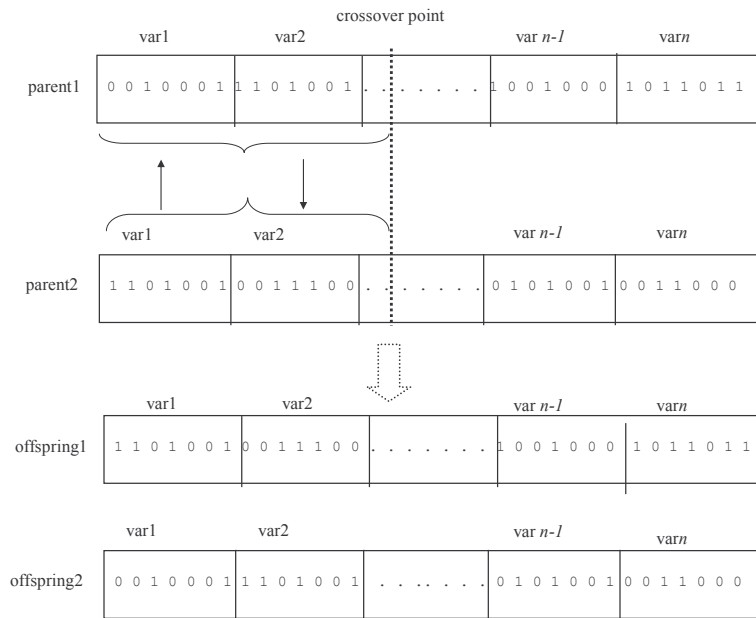 crossover point
var1 var2 var n-1 varn
parent1 0 0 1 0 0 0 1 1 1 0 1 0 0 1 . . . . . . . 1 0 0 1 0 0 0 1 0 1 1 0 1 1
var1 var2 var n-1 varn
parent2 1 1 0 1 0 0 1 0 0 1 1 1 0 0 . . . . . . . 0 1 0 1 0 0 1 0 0 1 1 0 0 0
var1 var2 var n-1 varn
offspring1 1 1 0 1 0 0 1 0 0 1 1 1 0 0 . . . . . . . 1 0 0 1 0 0 0 1 0 1 1 0 1 1
var1 var2 var n-1 varn
offspring2 0 0 1 0 0 0 1 1 1 0 1 0 0 1 . . . . . . . 0 1 0 1 0 0 1 0 0 1 1 0 0 0